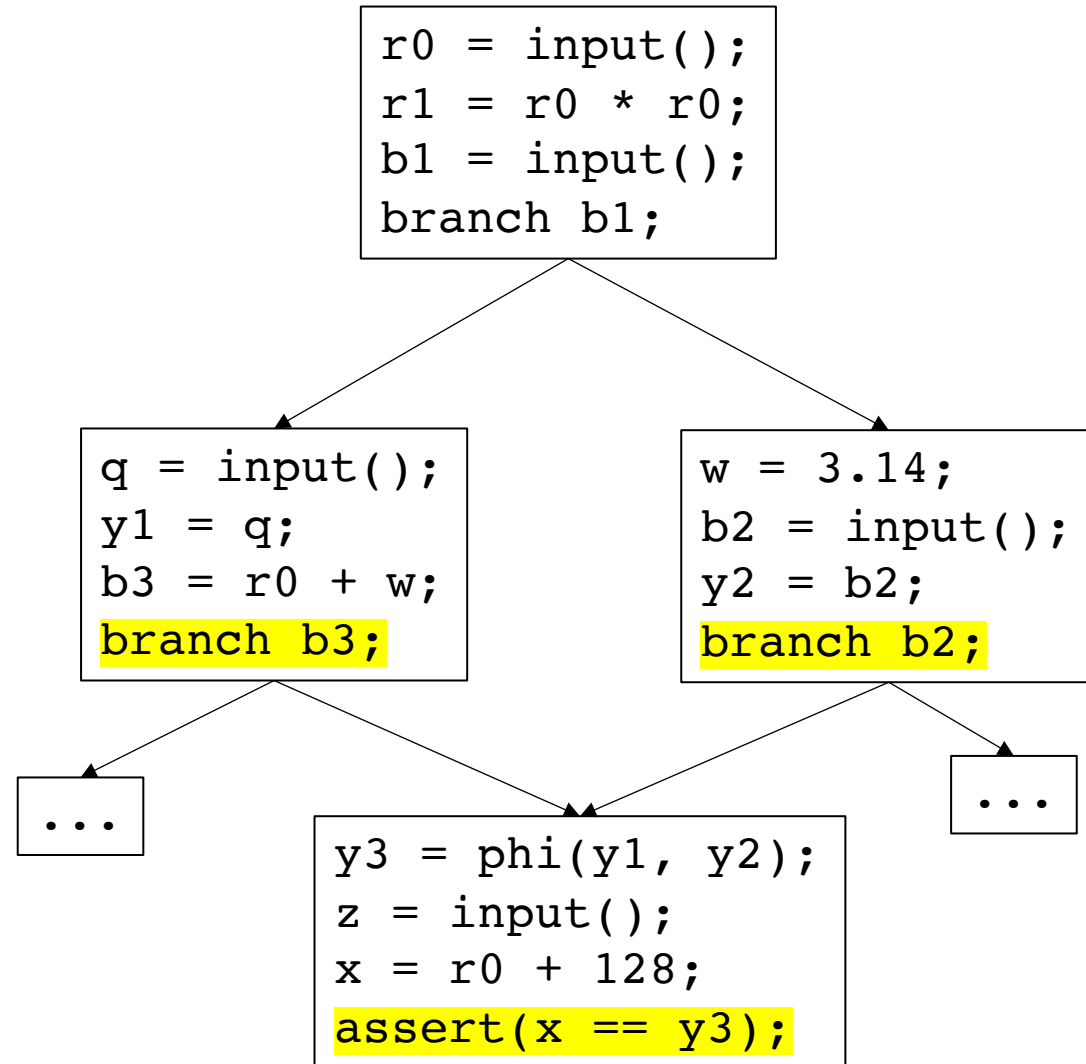 r0 = input();
r1 = r0 * r0;
b1 = input();
branch b1;
q = input();
y1 = q;
b3 = r0 + w;
branch b3;
w = 3.14;
b2 = input();
y2 = b2;
branch b2;
...
...
y3 = phi(y1, y2);
z = input();
x = r0 + 128;
assert(x == y3);